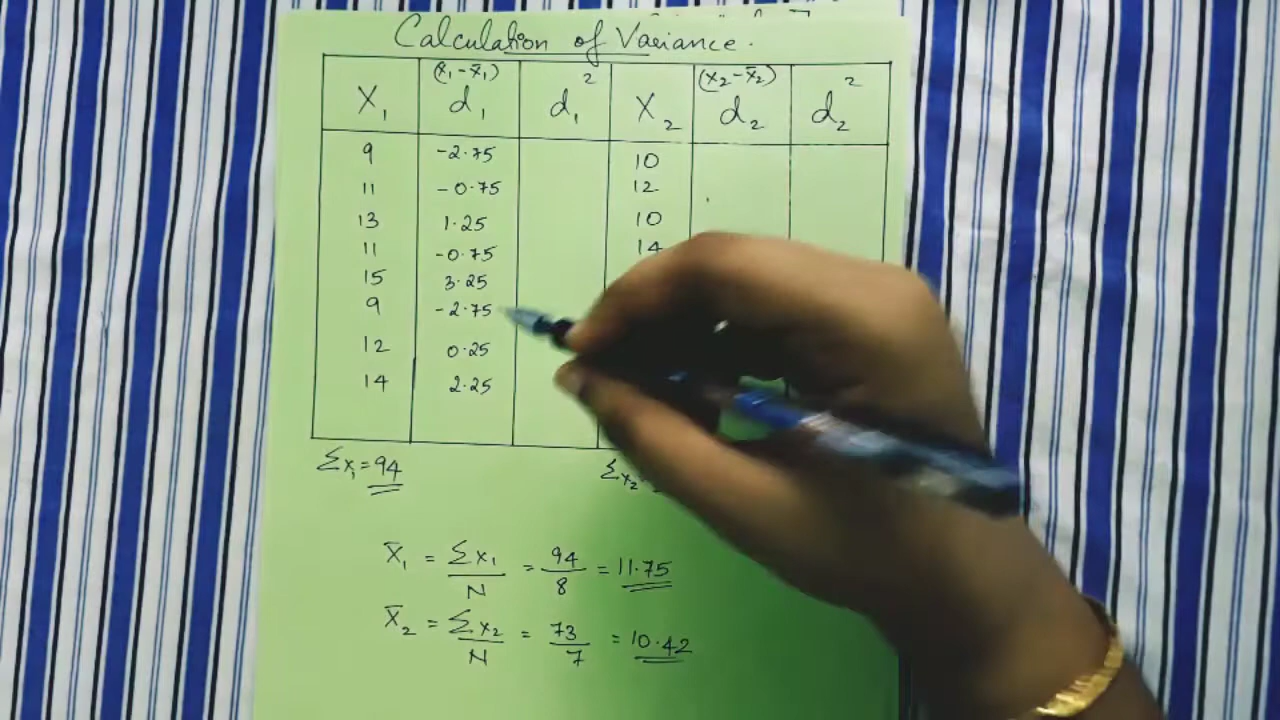 Calculation of Variance.
X₁ (x₁-x̄₁) d₁ d₁² X₂ (x₂-x̄₂) d₂ d₂²
9 -2.75 10
11 -0.75 12
13 1.25 10
11 -0.75 14
15 3.25
9 -2.75
12 0.25
14 2.25
Σx₁=94 Σx₂
X̄₁ = Σx₁/N = 94/8 = 11.75
X̄₂ = Σx₂/N = 73/7 = 10.42